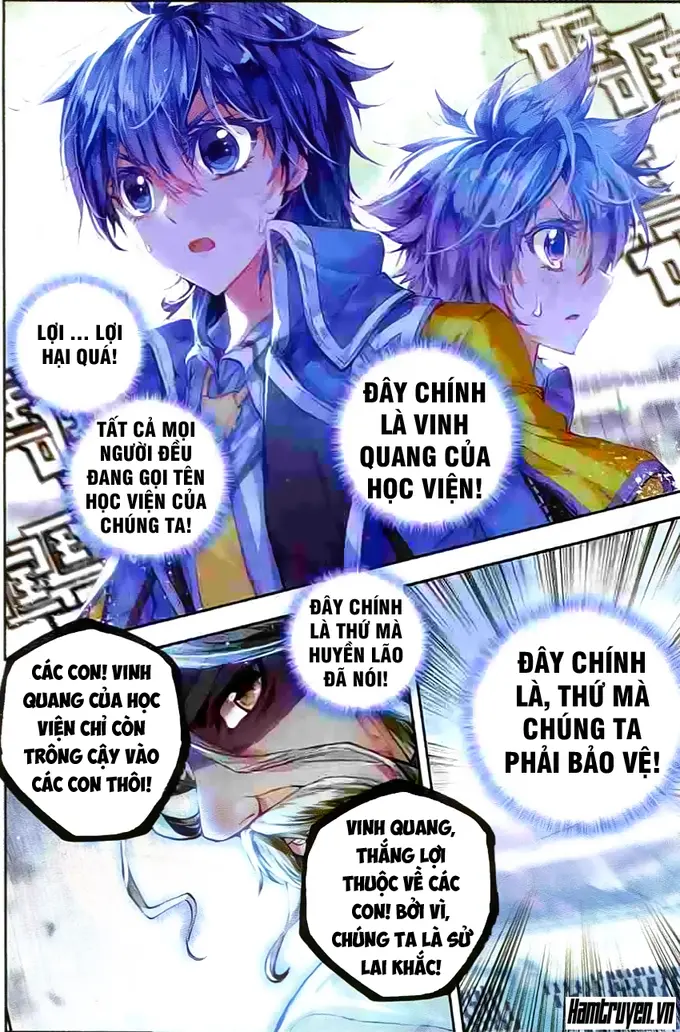 LỢI ... LỢI
HẠI QUÁ!
TẤT CẢ MỌI
NGƯỜI ĐỀU
ĐANG GỌI TÊN
HỌC VIỆN CỦA
CHÚNG TA!
ĐÂY CHÍNH
LÀ VINH
QUANG CỦA
HỌC VIỆN!
ĐÂY CHÍNH
LÀ THỨ MÀ
HUYỀN LÃO
ĐÃ NÓI!
ĐÂY CHÍNH
LÀ, THỨ MÀ
CHÚNG TA
PHẢI BẢO VỆ!
CÁC CON! VINH
QUANG CỦA HỌC
VIỆN CHỈ CÒN
TRÔNG CẬY VÀO
CÁC CON THÔI!
VINH QUANG,
THẮNG LỢI
THUỘC VỀ CÁC
CON! BỞI VÌ,
CHÚNG TA LÀ SỬ
LAI KHẮC!
Hamtruyen.vn